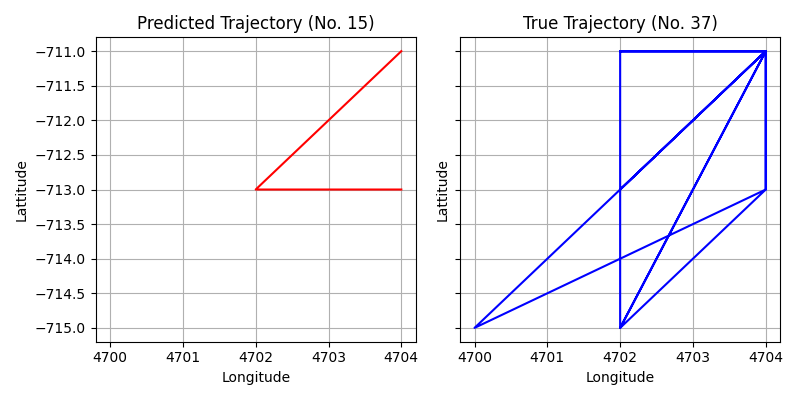 Predicted Trajectory (No. 15)
Lattitude
−711.0
−711.5
−712.0
−712.5
−713.0
−713.5
−714.0
−714.5
−715.0
4700 4701 4702 4703 4704
Longitude
True Trajectory (No. 37)
Lattitude
4700 4701 4702 4703 4704
Longitude